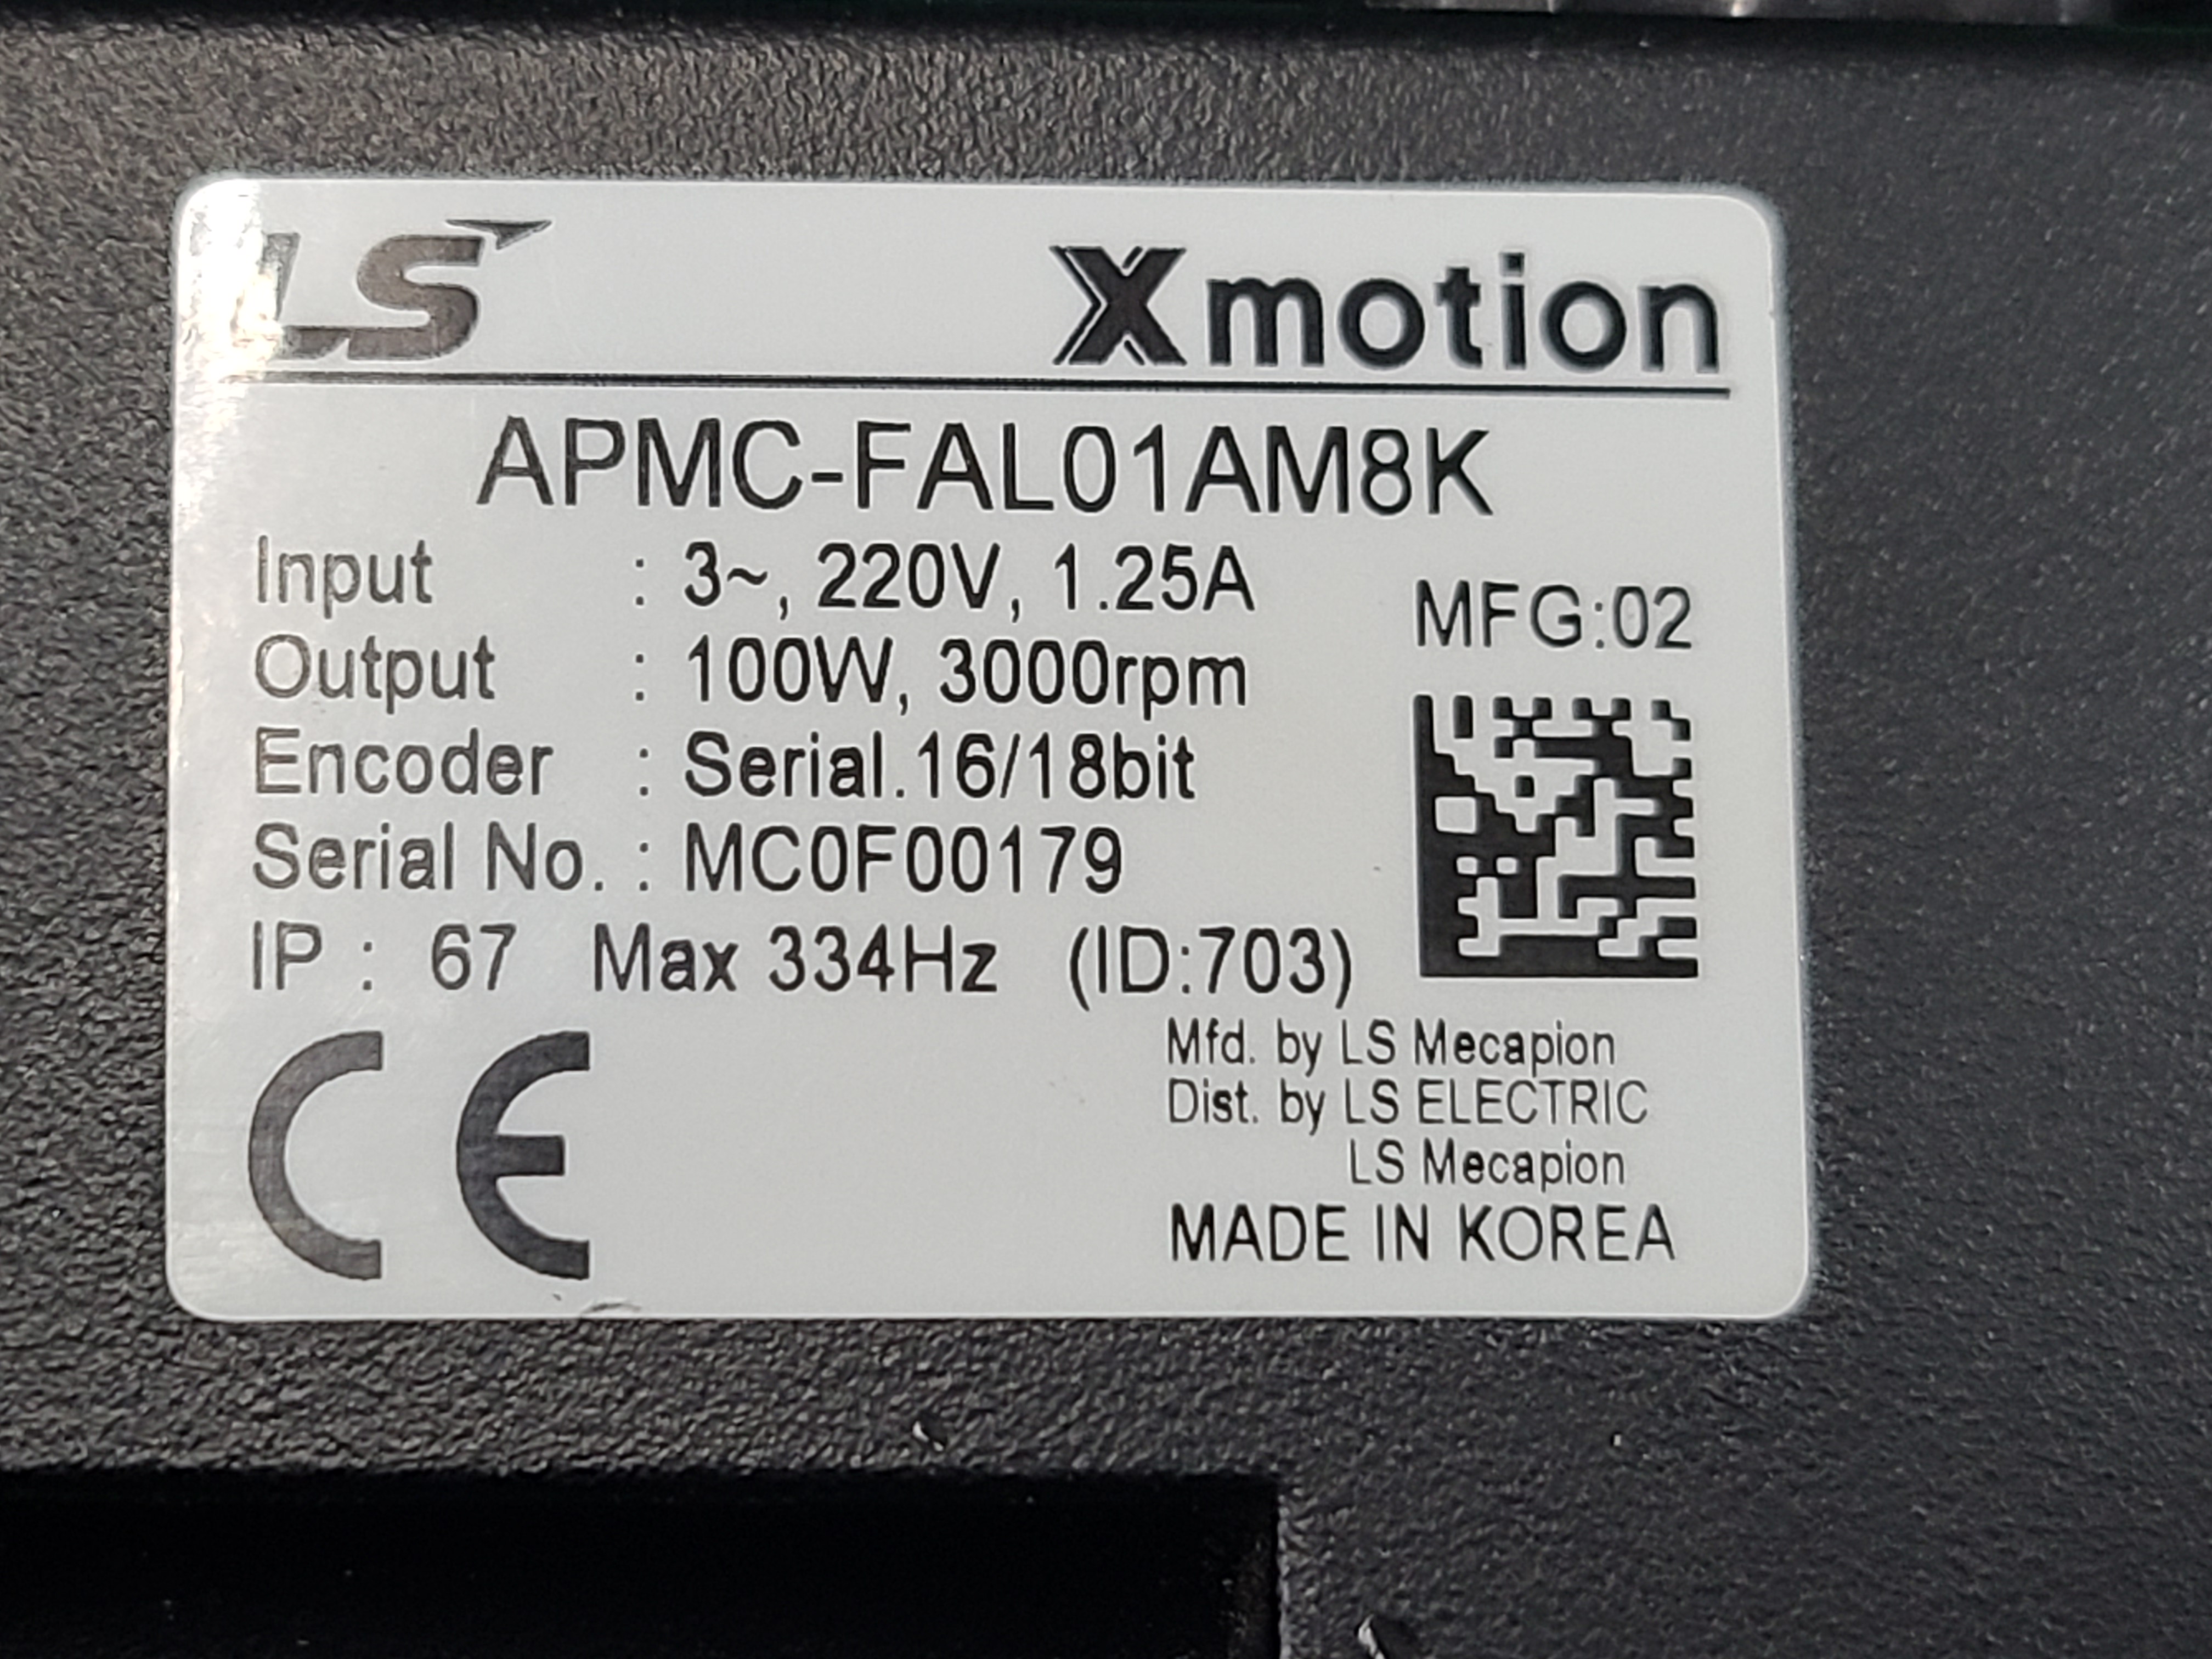 LS Xmotion
APMC-FAL01AM8K
Input : 3~, 220V, 1.25A
MFG:02
Output : 100W, 3000rpm
Encoder : Serial.16/18bit
Serial No. : MC0F00179
IP : 67 Max 334Hz (ID:703)
CE
Mfd. by LS Mecapion
Dist. by LS ELECTRIC
LS Mecapion
MADE IN KOREA